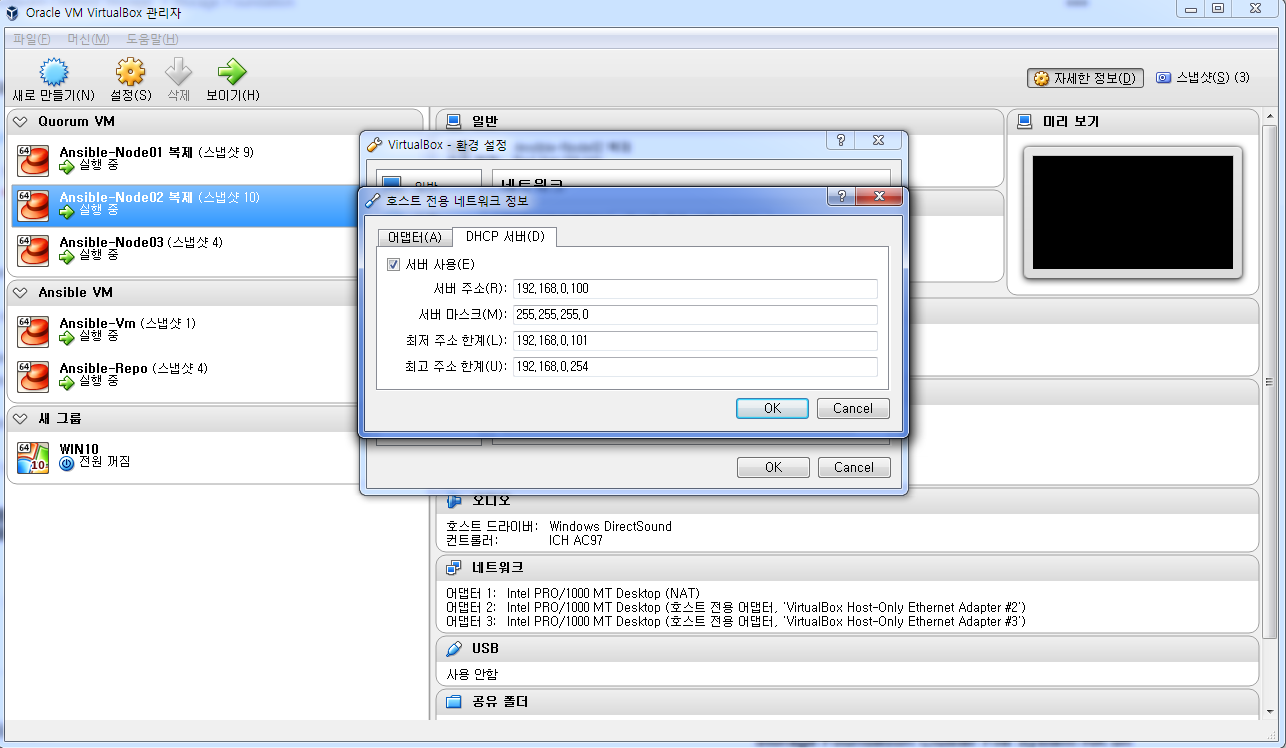 Oracle VM VirtualBox 관리자
파일(F) 머신(M) 도움말(H)
새로 만들기(N) 설정(S) 삭제 보이기(H)
자세한 정보(D) 스냅샷(S) (3)
Quorum VM
Ansible-Node01 복제 (스냅샷 9)
실행 중
Ansible-Node02 복제 (스냅샷 10)
실행 중
Ansible-Node03 (스냅샷 4)
실행 중
Ansible VM
Ansible-Vm (스냅샷 1)
실행 중
Ansible-Repo (스냅샷 4)
실행 중
새 그룹
WIN10
전원 꺼짐
일반
미리 보기
VirtualBox - 환경 설정
일반
네트워크
호스트 전용 네트워크 정보
어댑터(A) DHCP 서버(D)
서버 사용(E)
서버 주소(R): 192,168,0,100
서버 마스크(M): 255,255,255,0
최저 주소 한계(L): 192,168,0,101
최고 주소 한계(U): 192,168,0,254
OK Cancel
OK Cancel
오디오
호스트 드라이버: Windows DirectSound
컨트롤러: ICH AC97
네트워크
어댑터 1: Intel PRO/1000 MT Desktop (NAT)
어댑터 2: Intel PRO/1000 MT Desktop (호스트 전용 어댑터, 'VirtualBox Host-Only Ethernet Adapter #2')
어댑터 3: Intel PRO/1000 MT Desktop (호스트 전용 어댑터, 'VirtualBox Host-Only Ethernet Adapter #3')
USB
사용 안함
공유 폴더